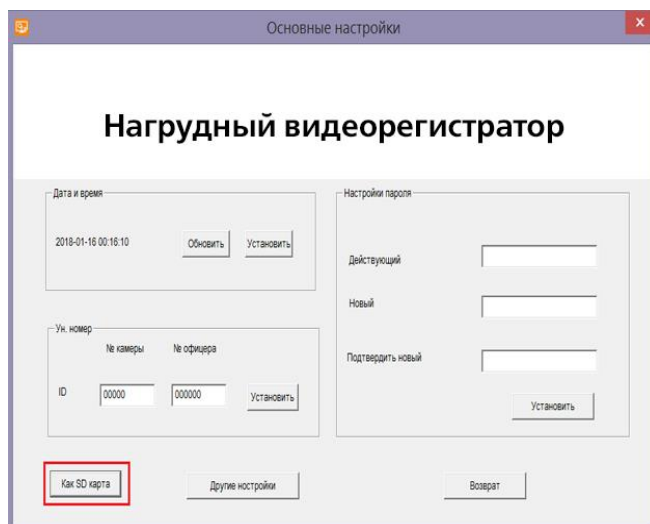 Основные настройки
Нагрудный видеорегистратор
Дата и время
2018-01-16 00:16:10
Обновить
Установить
Ун. номер
№ камеры
№ офицера
ID
00000
000000
Установить
Настройки пароля
Действующий
Новый
Подтвердить новый
Установить
Как SD карта
Другие ностройки
Возврат